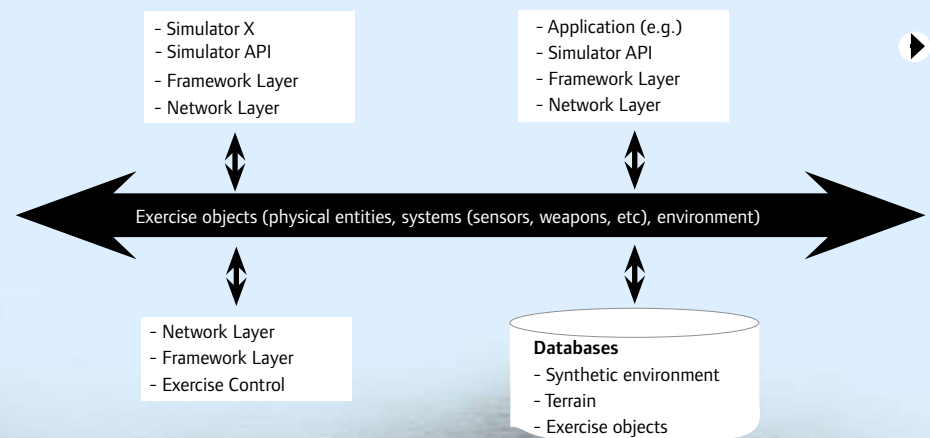 - Simulator X
- Simulator API
- Framework Layer
- Network Layer
- Application (e.g.)
- Simulator API
- Framework Layer
- Network Layer
Exercise objects (physical entities, systems (sensors, weapons, etc), environment)
- Network Layer
- Framework Layer
- Exercise Control
Databases
- Synthetic environment
- Terrain
- Exercise objects